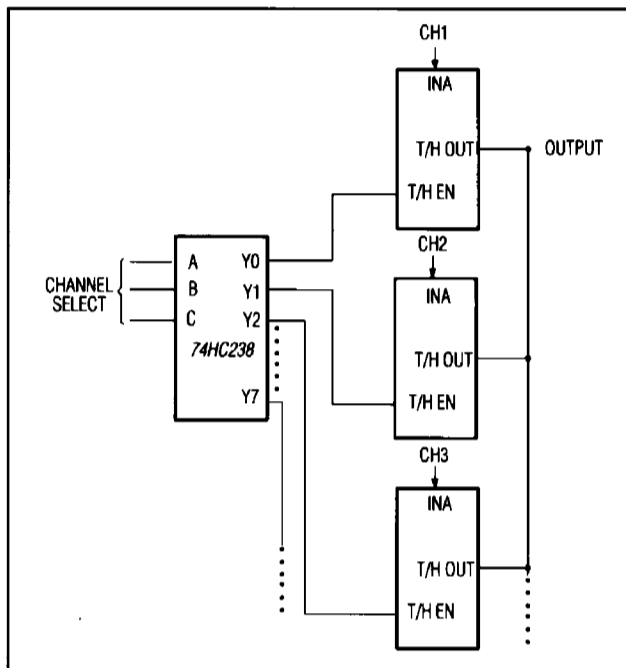 CH1
INA
T/H OUT
OUTPUT
T/H EN
CH2
INA
T/H OUT
T/H EN
CHANNEL
SELECT
A
B
C
Y0
Y1
Y2
74HC238
Y7
CH3
INA
T/H OUT
T/H EN